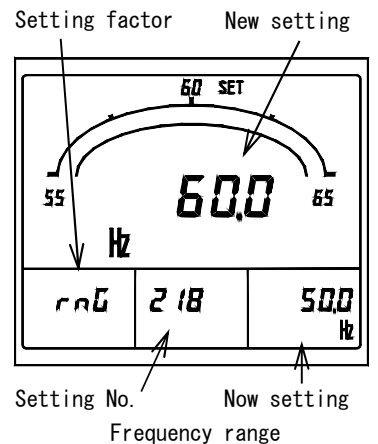 Setting factor New setting
60 SET
55 60.0 65
Hz
rnG 218 50.0
Hz
Setting No. Now setting
Frequency range